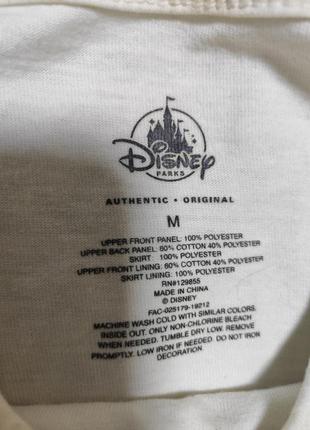 Disney
PARKS
AUTHENTIC • ORIGINAL
M
UPPER FRONT PANEL: 100% POLYESTER
UPPER BACK PANEL: 60% COTTON 40% POLYESTER
SKIRT: 100% POLYESTER
UPPER FRONT LINING: 60% COTTON 40% POLYESTER
SKIRT LINING: 100% POLYESTER
RN#129855
MADE IN CHINA
© DISNEY
FAC-025179-19212
MACHINE WASH COLD WITH SIMILAR COLORS.
INSIDE OUT. ONLY NON-CHLORINE BLEACH
WHEN NEEDED. TUMBLE DRY LOW. REMOVE
PROMPTLY. LOW IRON IF NEEDED. DO NOT IRON
DECORATION.